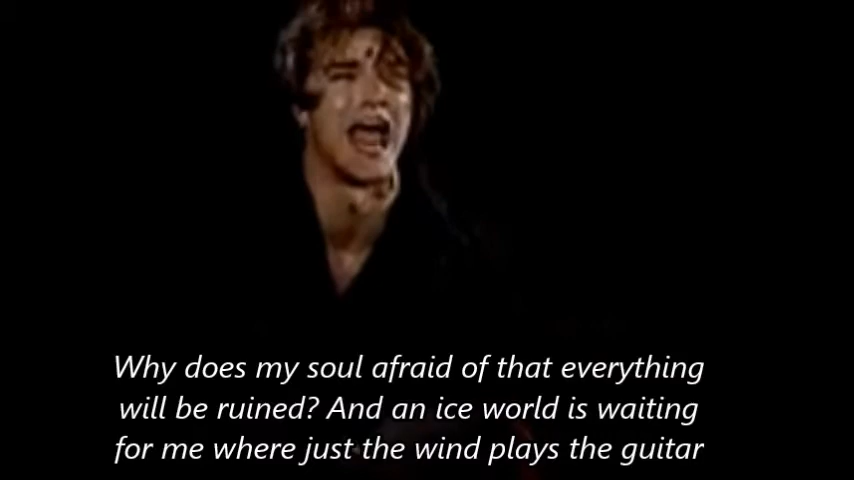 Why does my soul afraid of that everything
will be ruined? And an ice world is waiting
for me where just the wind plays the guitar